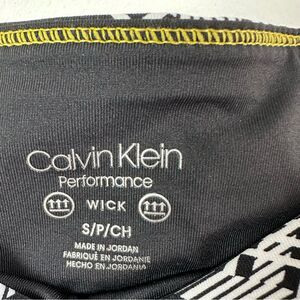 Calvin Klein
Performance
WICK
S/P/CH
MADE IN JORDAN
FABRIQUÉ EN JORDANIE
HECHO EN JORDANIA